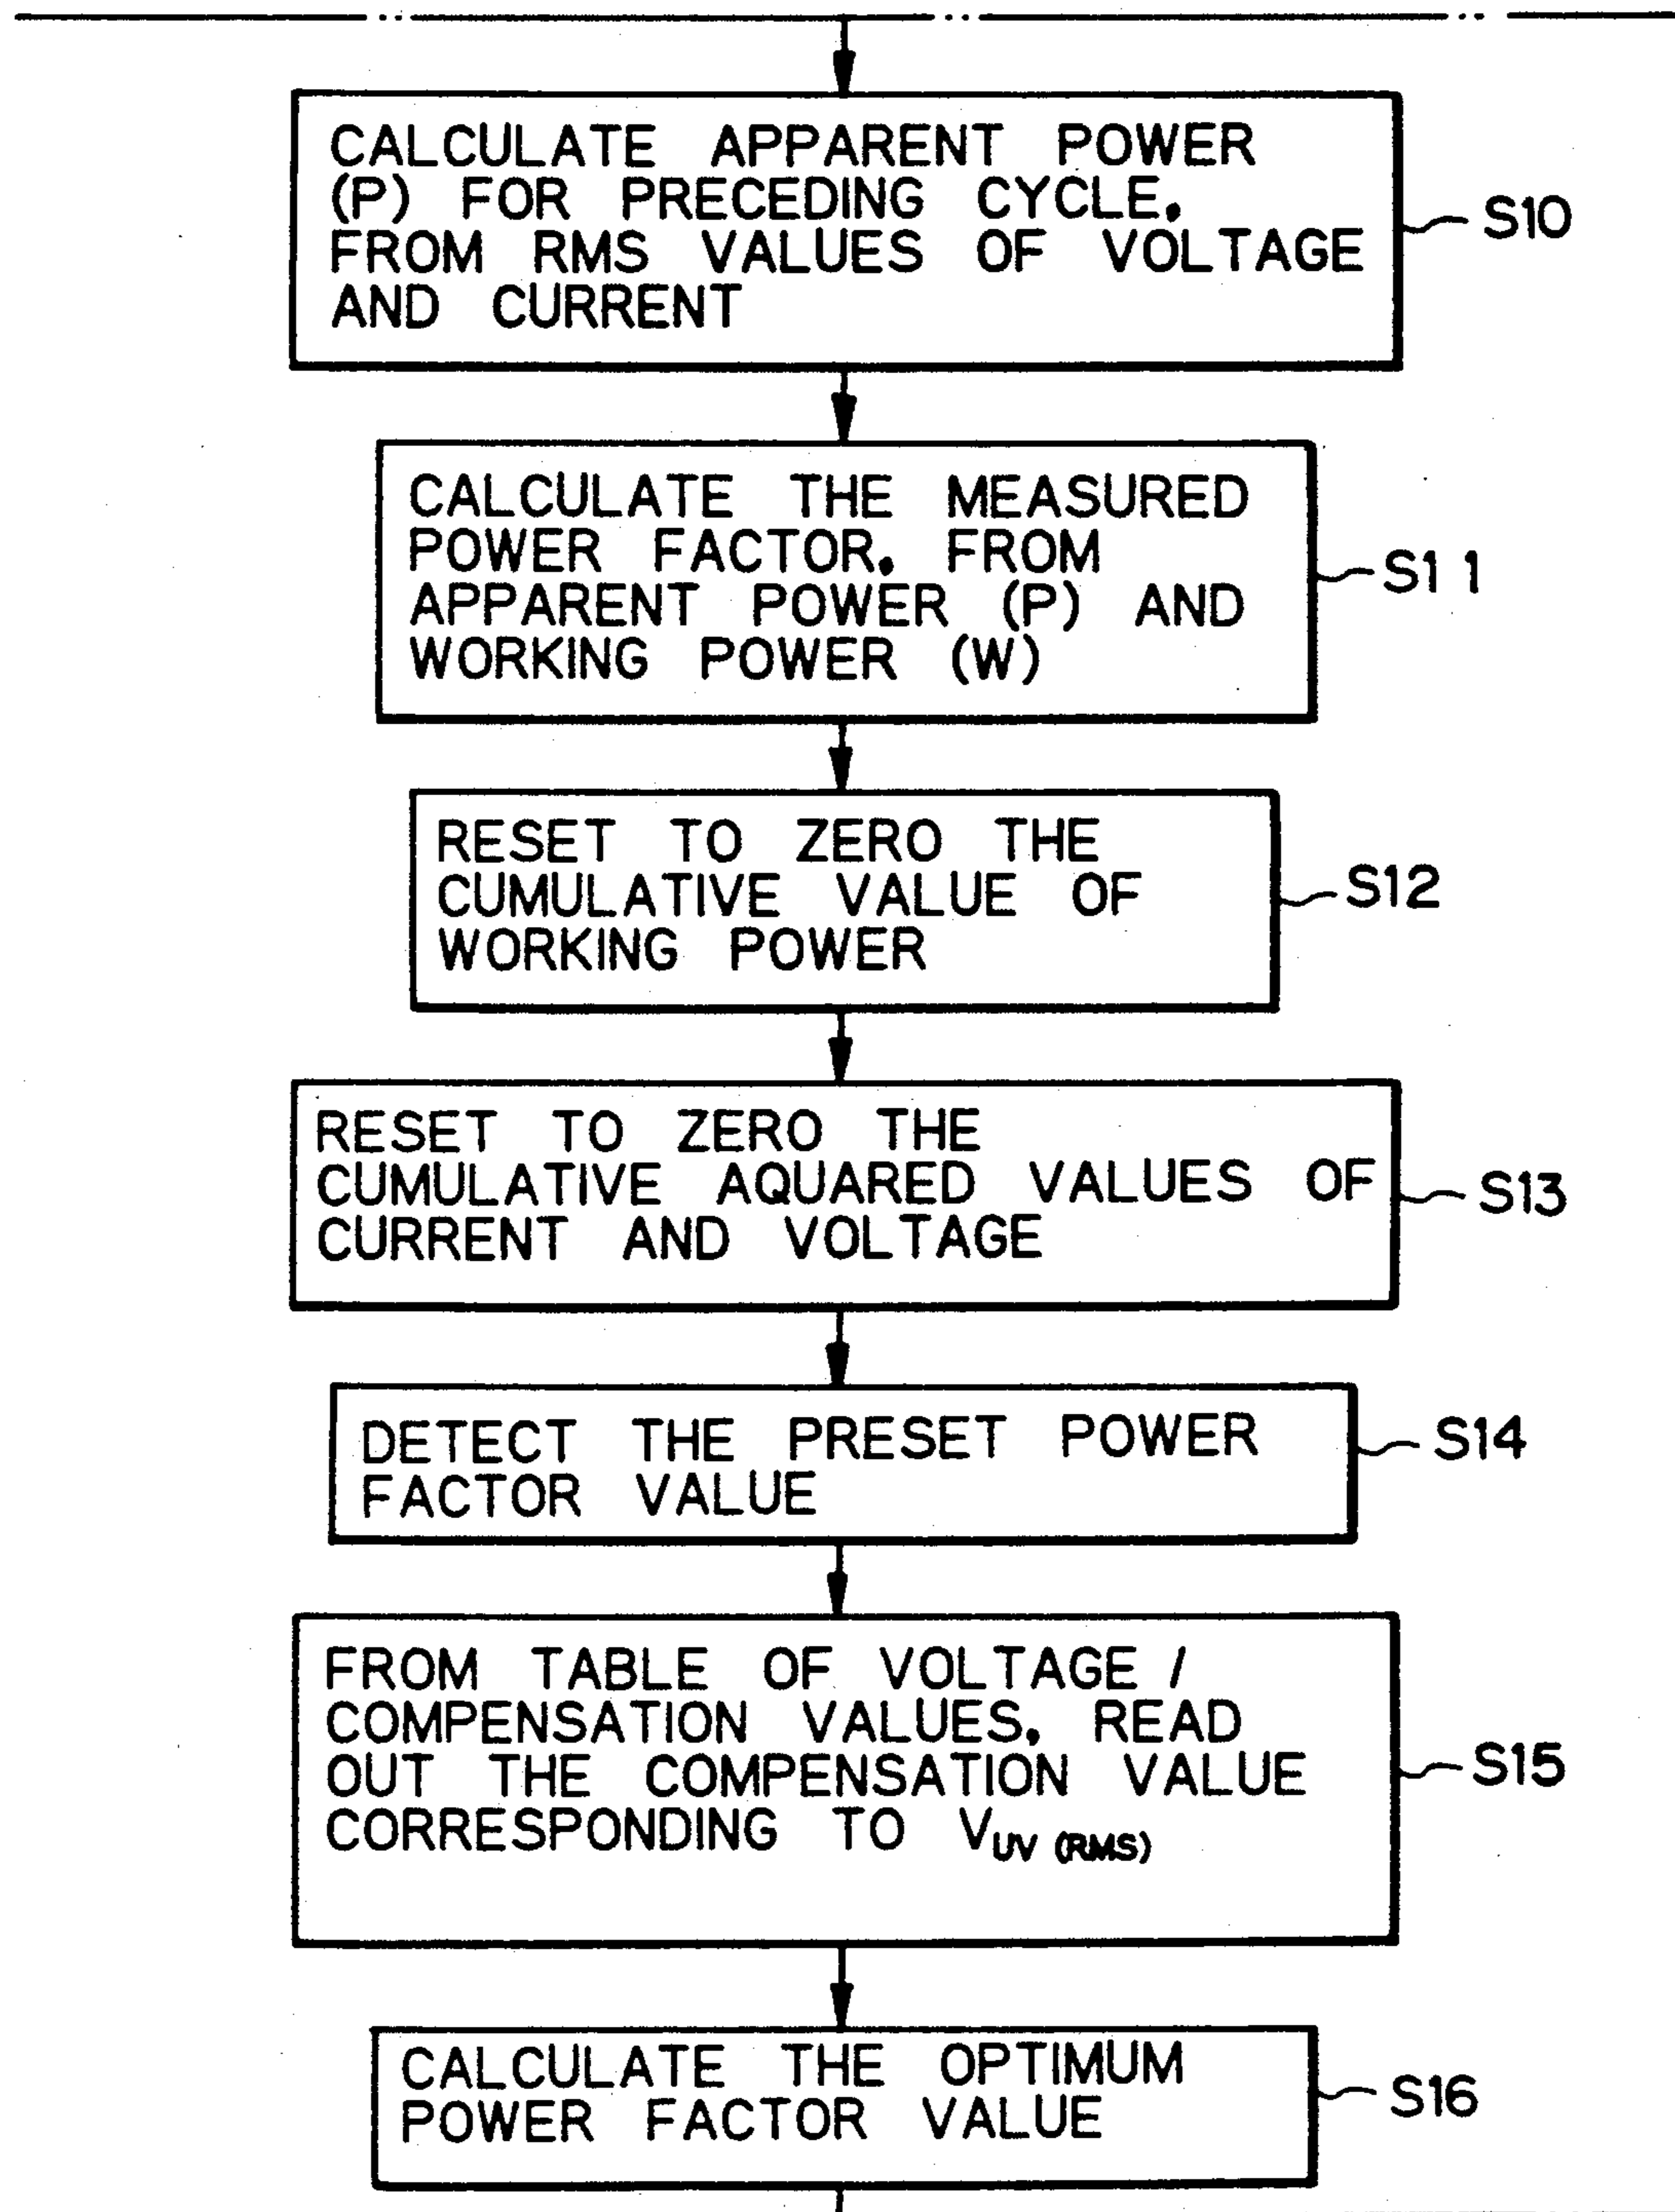 CALCULATE APPARENT POWER
(P) FOR PRECEDING CYCLE,
FROM RMS VALUES OF VOLTAGE
AND CURRENT
S10
CALCULATE THE MEASURED
POWER FACTOR, FROM
APPARENT POWER (P) AND
WORKING POWER (W)
S11
RESET TO ZERO THE
CUMULATIVE VALUE OF
WORKING POWER
S12
RESET TO ZERO THE
CUMULATIVE AQUARED VALUES OF
CURRENT AND VOLTAGE
S13
DETECT THE PRESET POWER
FACTOR VALUE
S14
FROM TABLE OF VOLTAGE /
COMPENSATION VALUES, READ
OUT THE COMPENSATION VALUE
CORRESPONDING TO VUV (RMS)
S15
CALCULATE THE OPTIMUM
POWER FACTOR VALUE
S16